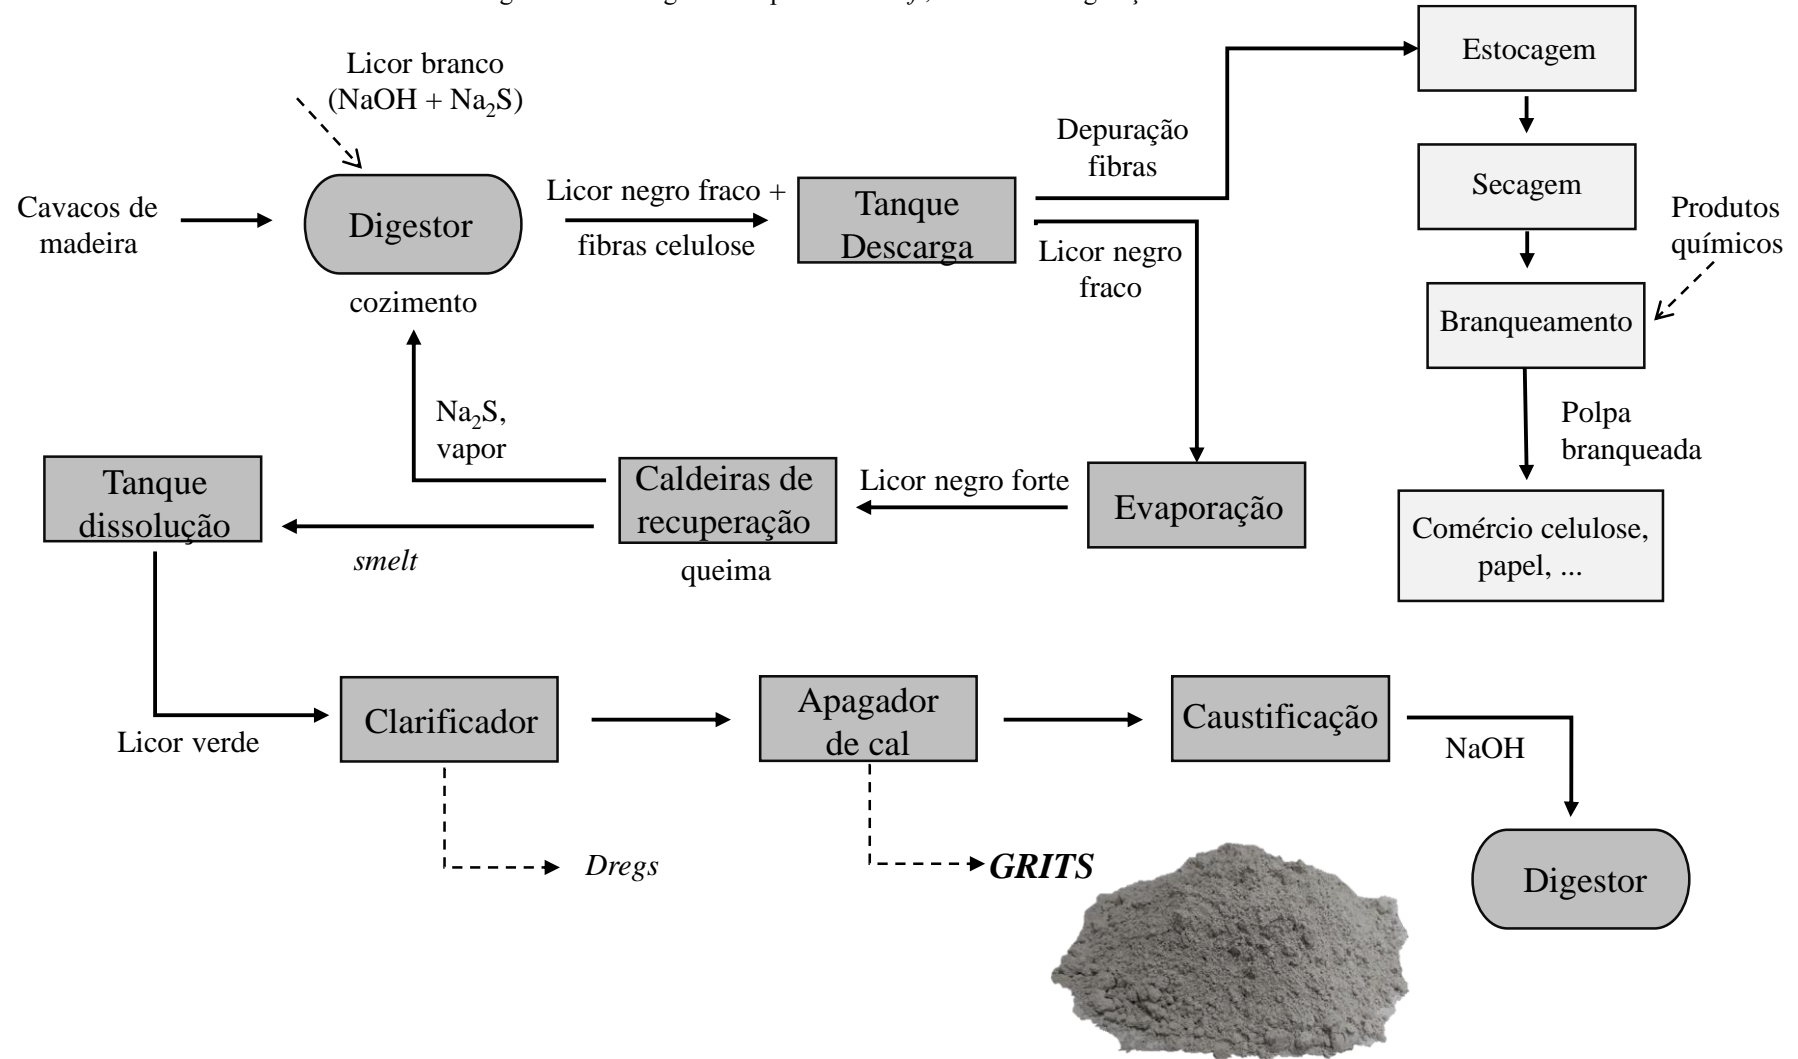 Estocagem
Licor branco
(NaOH + Na₂S)
Depuração
fibras
Secagem
Licor negro fraco +
fibras celulose
Cavacos de
madeira
Digestor
cozimento
Tanque
Descarga
Licor negro
fraco
Produtos
químicos
Branqueamento
Na₂S,
vapor
Polpa
branqueada
Tanque
dissolução
smelt
Caldeiras de
recuperação
queima
Licor negro forte
Evaporação
Comércio celulose,
papel, ...
Licor verde
Clarificador
Apagador
de cal
Caustificação
NaOH
Dregs
GRITS
Digestor